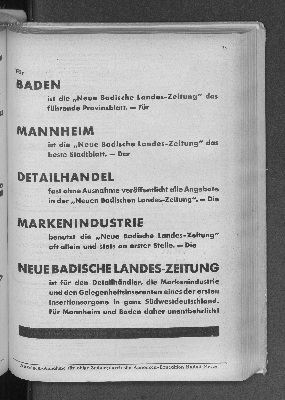 Für
BADEN
ist die „Neue Badische Landes-Zeitung" das
führende Provinzblatt. — Für
MANNHEIM
ist die „Neue Badische Landes-Zeitung" das
beste Stadtblatt. — Der
DETAILHANDEL
fast ohne Ausnahme veröffentlicht alle Angebote
in der „Neuen Badischen Landes-Zeitung". — Die
MARKENINDUSTRIE
benutzt die „Neue Badische Landes-Zeitung"
oft allein und stets an erster Stelle. — Die
NEUE BADISCHE LANDES-ZEITUNG
ist für den Detailhändler, die Markenindustrie
und den Gelegenheitsinserenten eines der ersten
Insertionsorgane in ganz Südwestdeutschland.
Für Mannheim und Baden daher unentbehrlich!